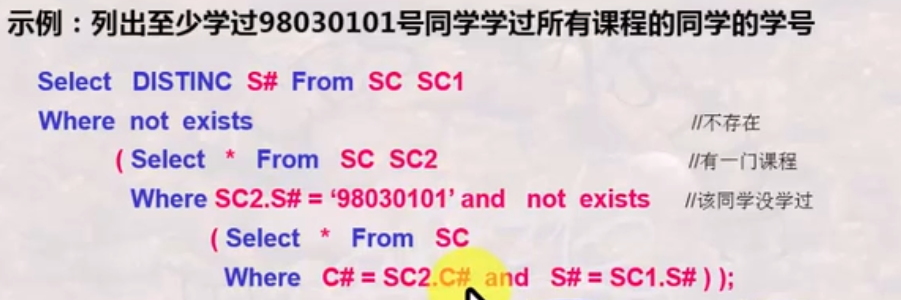 示例：列出至少学过98030101号同学学过所有课程的同学的学号
Select DISTINC S# From SC SC1
Where not exists //不存在
( Select * From SC SC2 //有一门课程
Where SC2.S# = ‘98030101’ and not exists //该同学没学过
( Select * From SC
Where C# = SC2.C# and S# = SC1.S# ) );